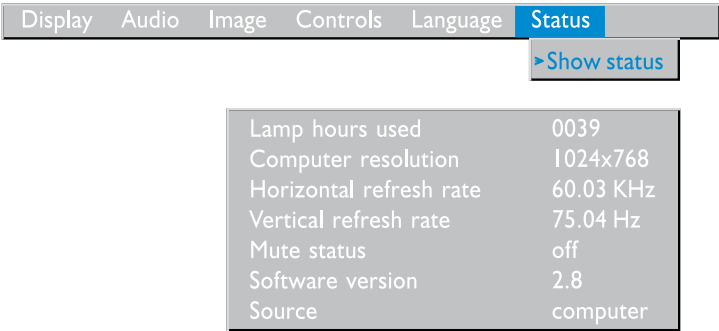 Display Audio Image Controls Language Status
➤Show status
Lamp hours used 0039
Computer resolution 1024x768
Horizontal refresh rate 60.03 KHz
Vertical refresh rate 75.04 Hz
Mute status off
Software version 2.8
Source computer